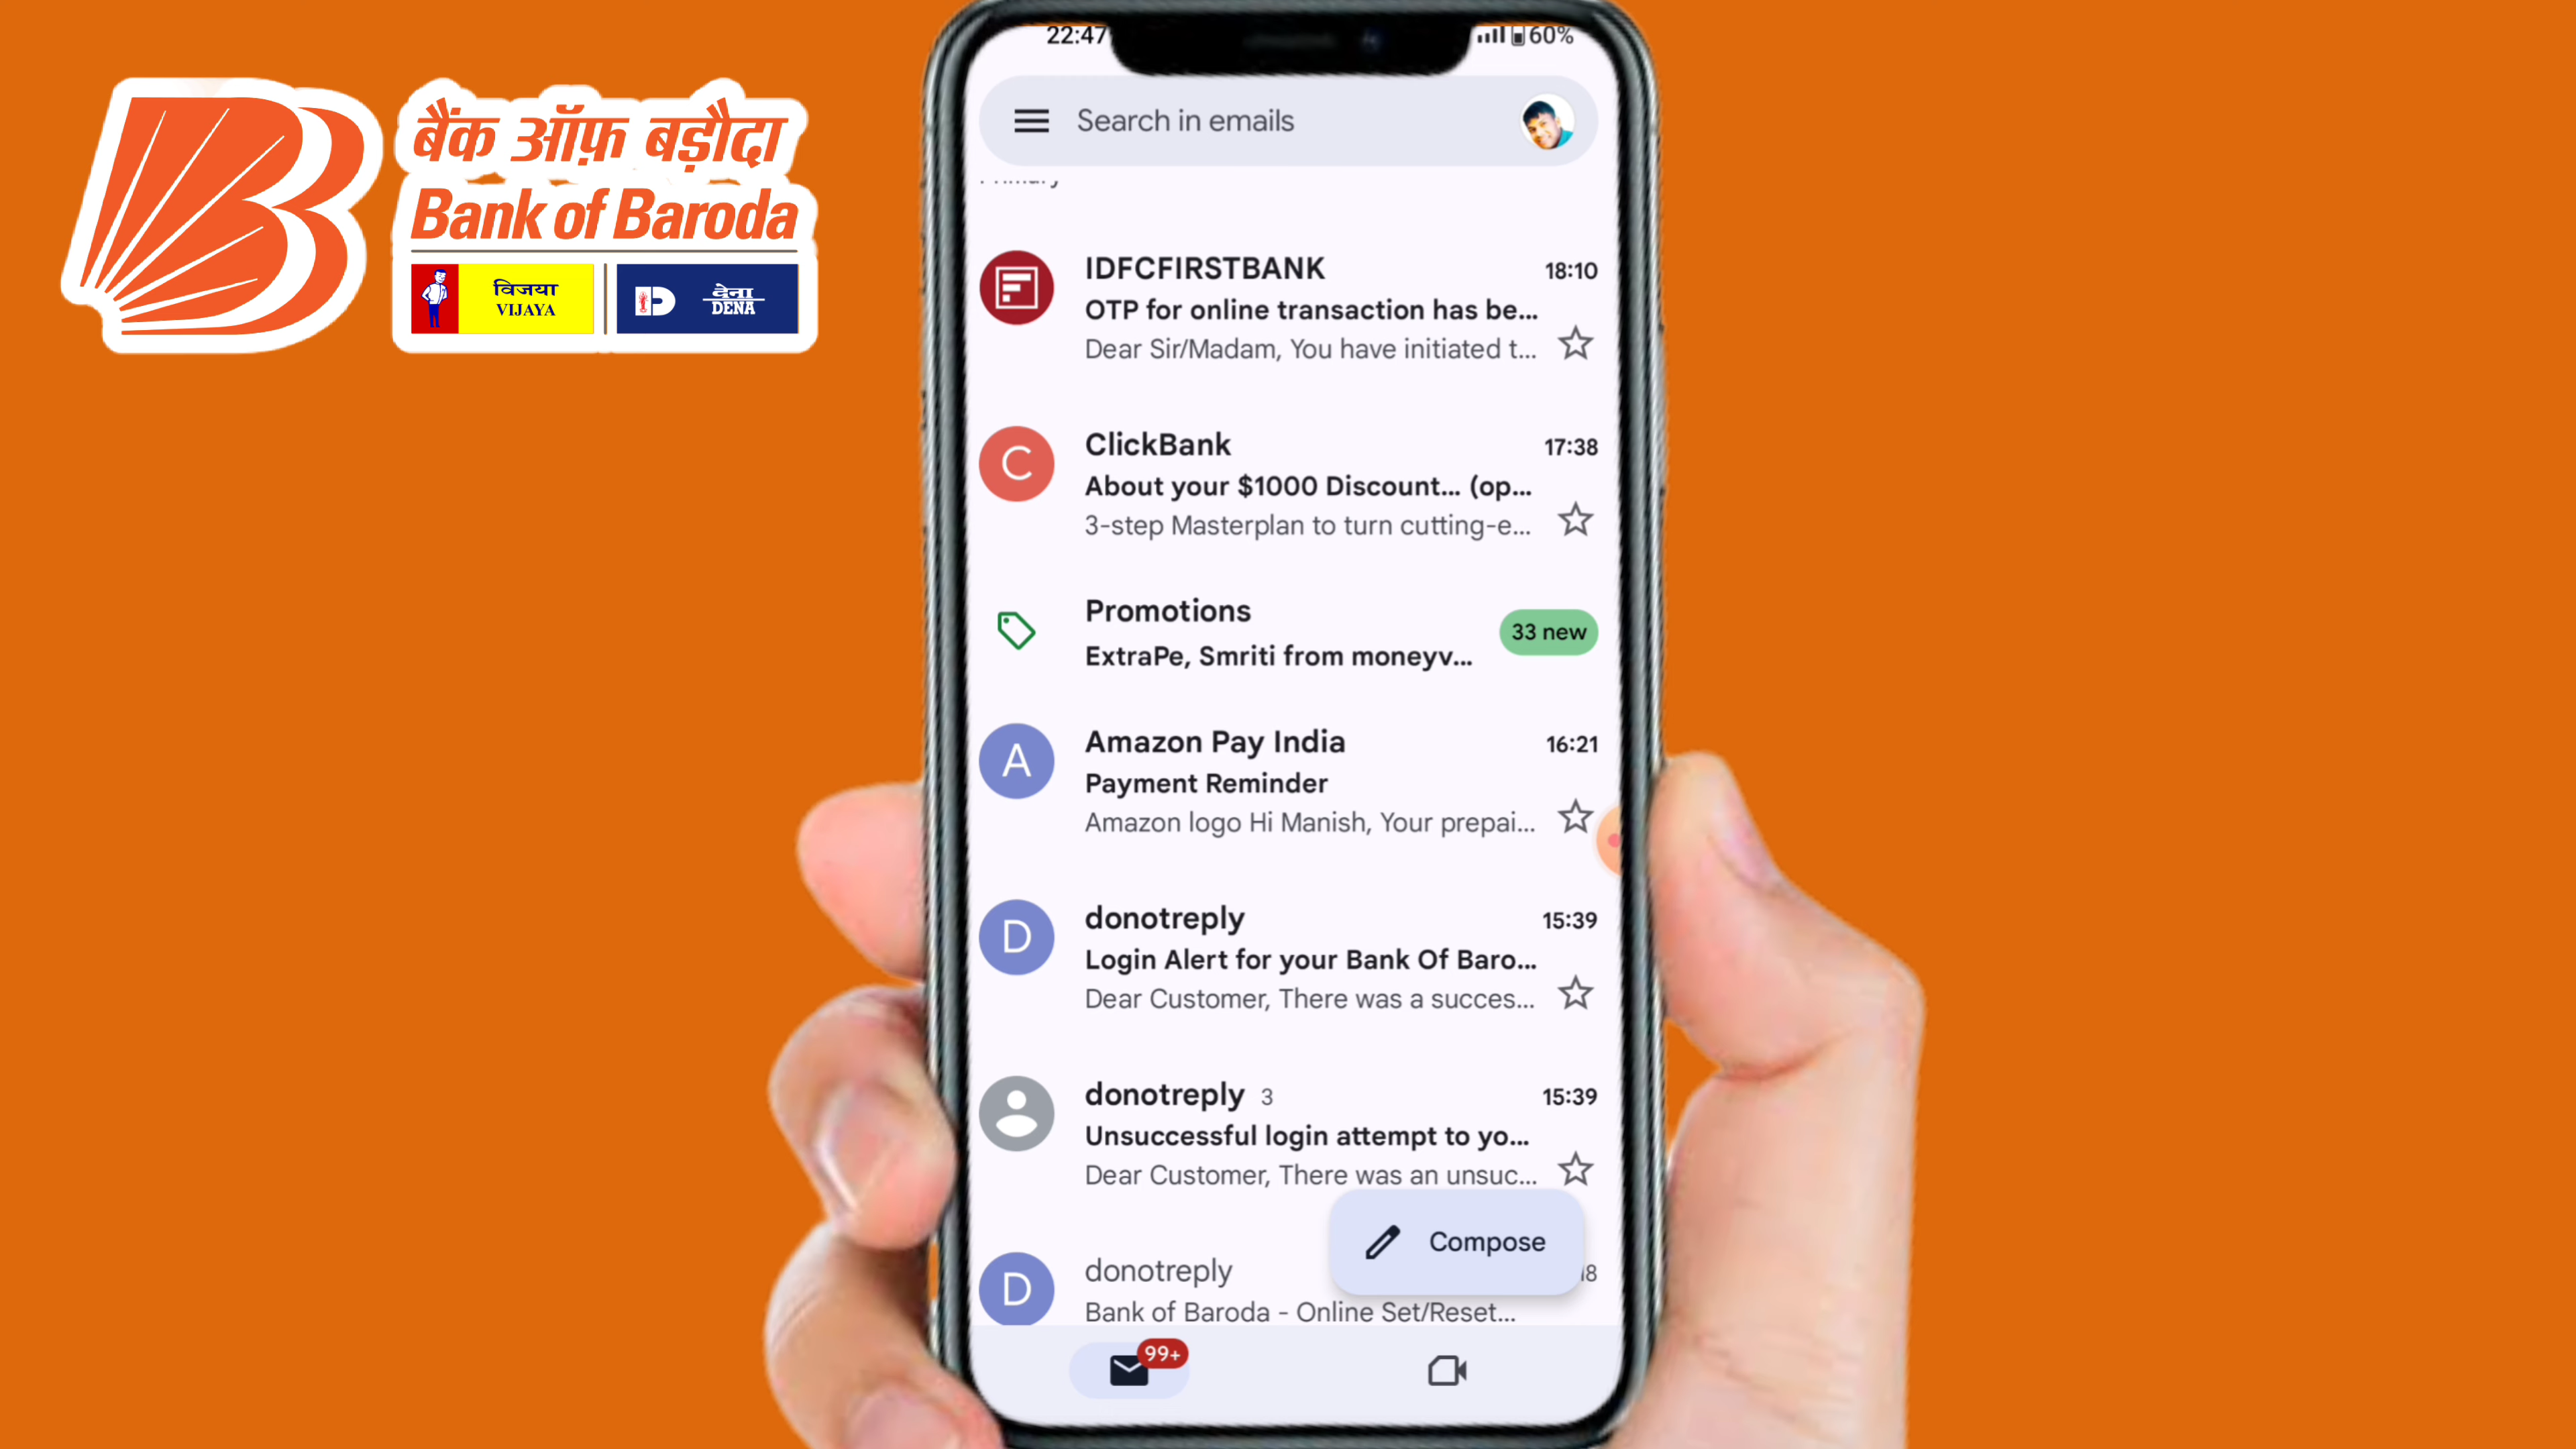 बैंक ऑफ़ बड़ौदा
Bank of Baroda
विजया
VIJAYA
देना
DENA
22:47
60%
Search in emails
Primary
IDFCFIRSTBANK 18:10
OTP for online transaction has be...
Dear Sir/Madam, You have initiated t...
C
ClickBank 17:38
About your $1000 Discount... (op...
3-step Masterplan to turn cutting-e...
Promotions
33 new
ExtraPe, Smriti from moneyv...
A
Amazon Pay India 16:21
Payment Reminder
Amazon logo Hi Manish, Your prepai...
D
donotreply 15:39
Login Alert for your Bank Of Baro...
Dear Customer, There was a succes...
donotreply 3 15:39
Unsuccessful login attempt to yo...
Dear Customer, There was an unsuc...
Compose
D
donotreply
Bank of Baroda - Online Set/Reset...
99+